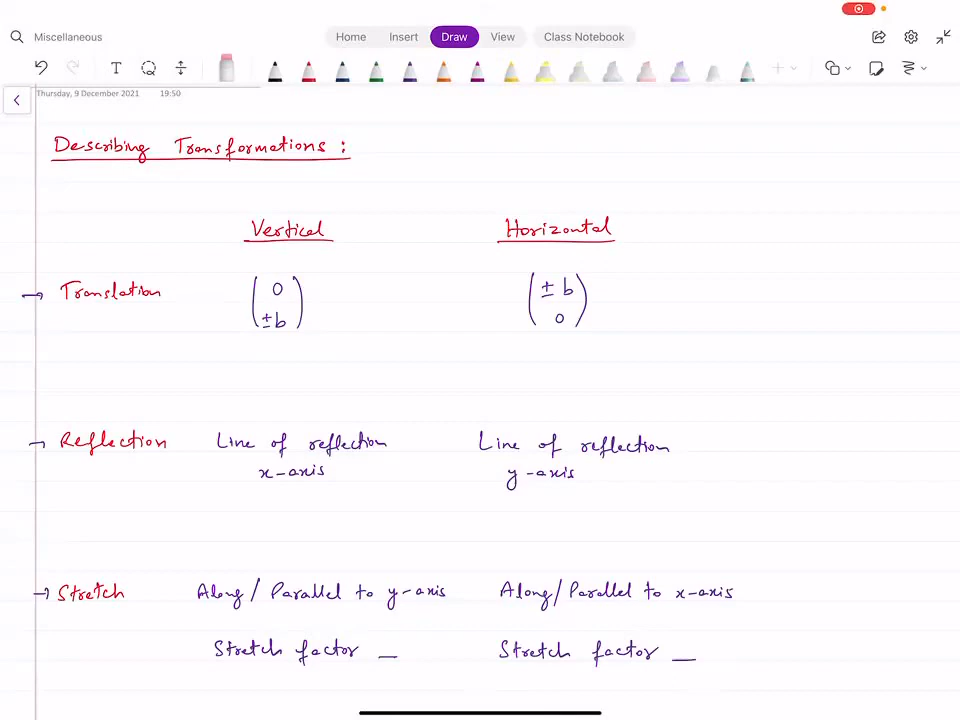 Miscellaneous
Home Insert Draw View Class Notebook
Thursday, 9 December 2021 19:50
Describing Transformations :
Vertical Horizontal
→ Translation ( 0 ±b ) ( ± b 0 )
→ Reflection Line of reflection x-axis Line of reflection y-axis
→ Stretch Along / Parallel to y-axis Along / Parallel to x-axis
Stretch factor _ Stretch factor _